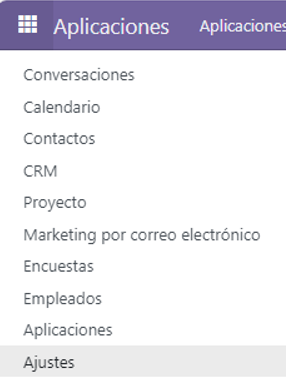 Aplicaciones Aplicaciones
Conversaciones
Calendario
Contactos
CRM
Proyecto
Marketing por correo electrónico
Encuestas
Empleados
Aplicaciones
Ajustes